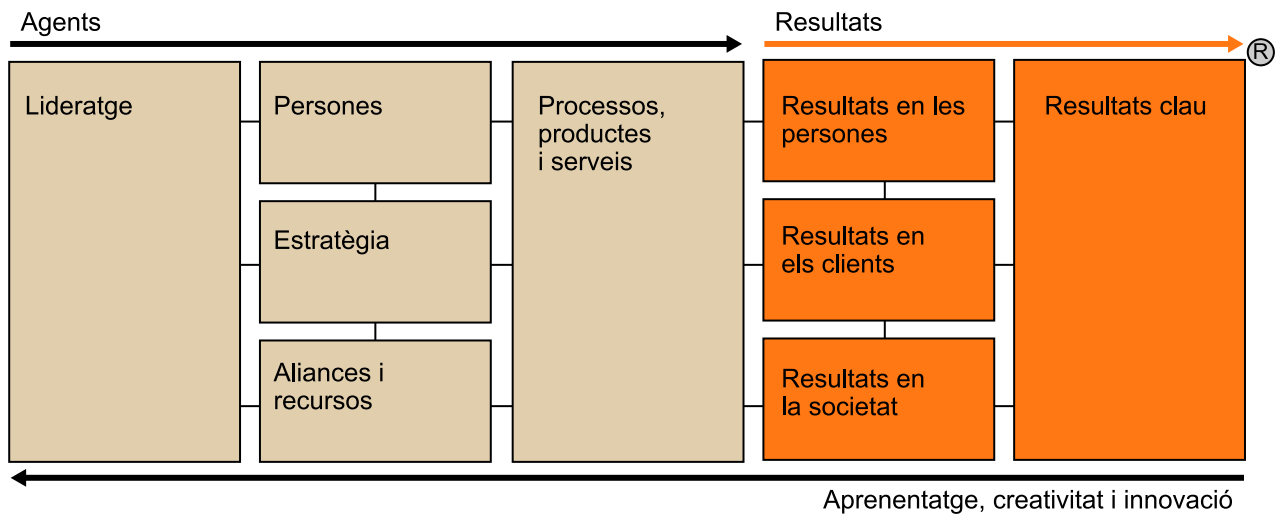 Agents
Resultats
®
Lideratge
Persones
Processos,
productes
i serveis
Resultats en les
persones
Resultats clau
Estratègia
Resultats en
els clients
Aliances i
recursos
Resultats en
la societat
Aprenentatge, creativitat i innovació